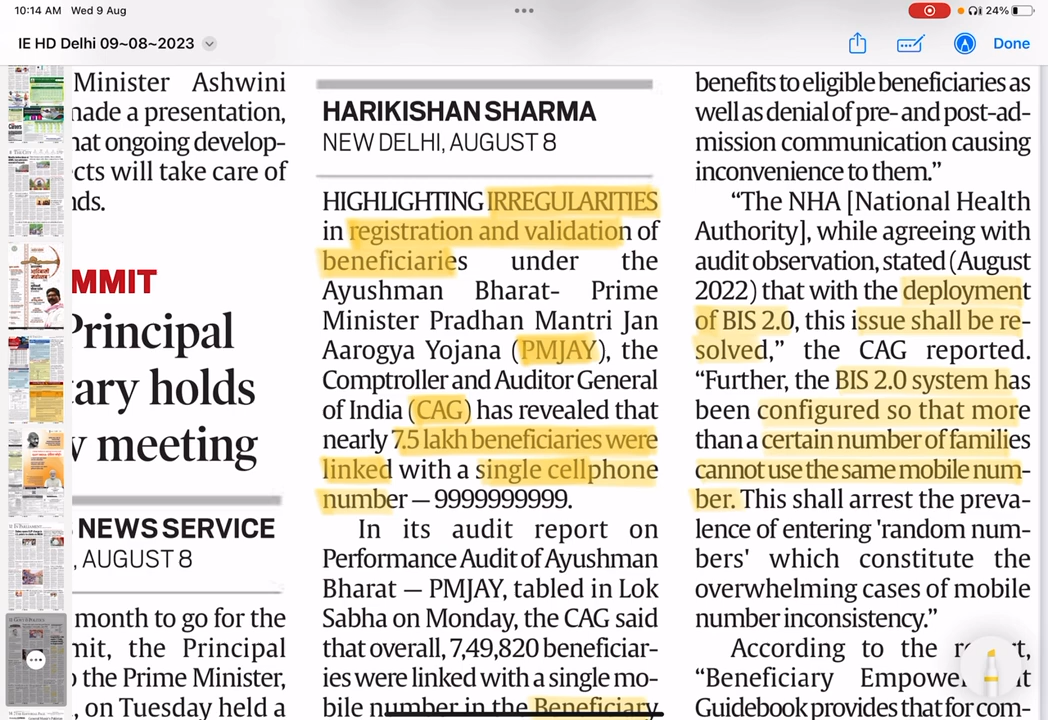 10:14 AM Wed 9 Aug
24%
IE HD Delhi 09~08~2023
Done
Minister Ashwini
made a presentation,
hat ongoing develop-
cts will take care of
nds.
MMIT
Principal
tary holds
w meeting
NEWS SERVICE
, AUGUST 8
month to go for the
mit, the Principal
the Prime Minister,
, on Tuesday held a
HARIKISHAN SHARMA
NEW DELHI, AUGUST 8
HIGHLIGHTING IRREGULARITIES
in registration and validation of
beneficiaries under the
Ayushman Bharat- Prime
Minister Pradhan Mantri Jan
Aarogya Yojana (PMJAY), the
Comptroller and Auditor General
of India (CAG) has revealed that
nearly 7.5 lakh beneficiaries were
linked with a single cellphone
number — 9999999999.
In its audit report on
Performance Audit of Ayushman
Bharat — PMJAY, tabled in Lok
Sabha on Monday, the CAG said
that overall, 7,49,820 beneficiar-
ies were linked with a single mo-
bile number in the Beneficiary
benefits to eligible beneficiaries as
well as denial of pre- and post-ad-
mission communication causing
inconvenience to them.”
“The NHA [National Health
Authority], while agreeing with
audit observation, stated (August
2022) that with the deployment
of BIS 2.0, this issue shall be re-
solved,” the CAG reported.
“Further, the BIS 2.0 system has
been configured so that more
than a certain number of families
cannot use the same mobile num-
ber. This shall arrest the preva-
lence of entering 'random num-
bers' which constitute the
overwhelming cases of mobile
number inconsistency.”
According to the report,
“Beneficiary Empowerment
Guidebook provides that for com-